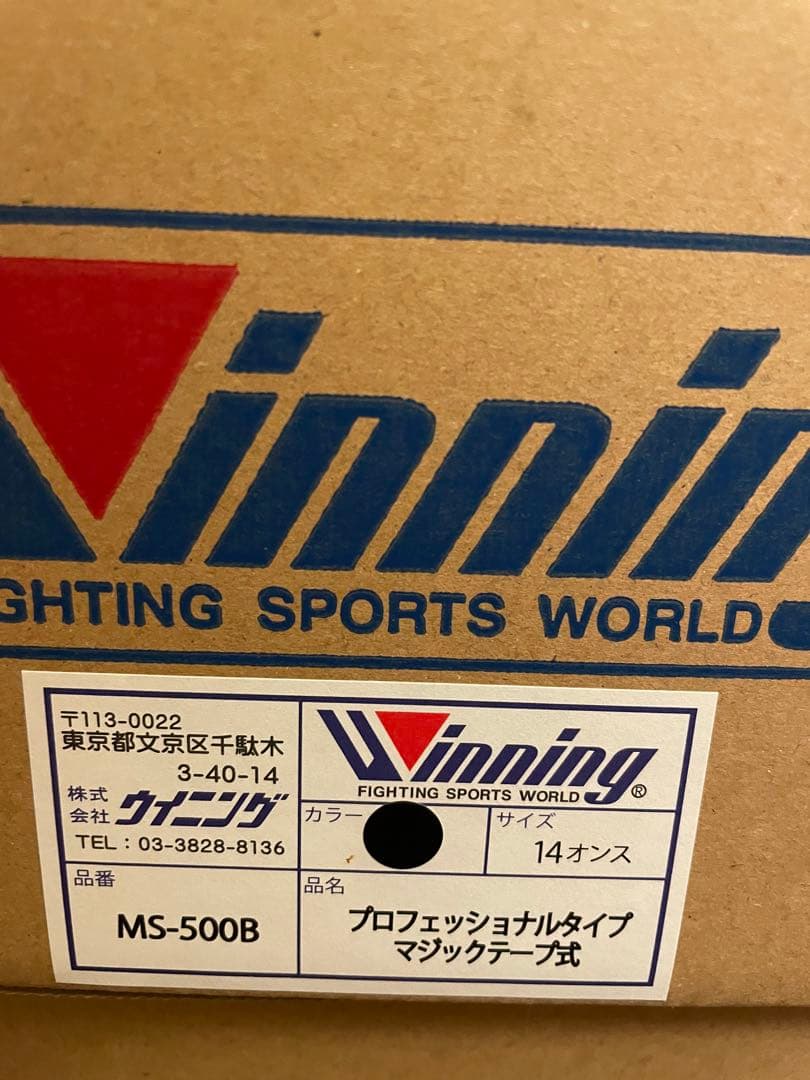 Winnin
GHTING SPORTS WORLD
〒113-0022
東京都文京区千駄木
3-40-14
株式会社 ウイニング
TEL：03-3828-8136
Winning
FIGHTING SPORTS WORLD ®
カラー
サイズ
14オンス
品番
MS-500B
品名
プロフェッショナルタイプ
マジックテープ式